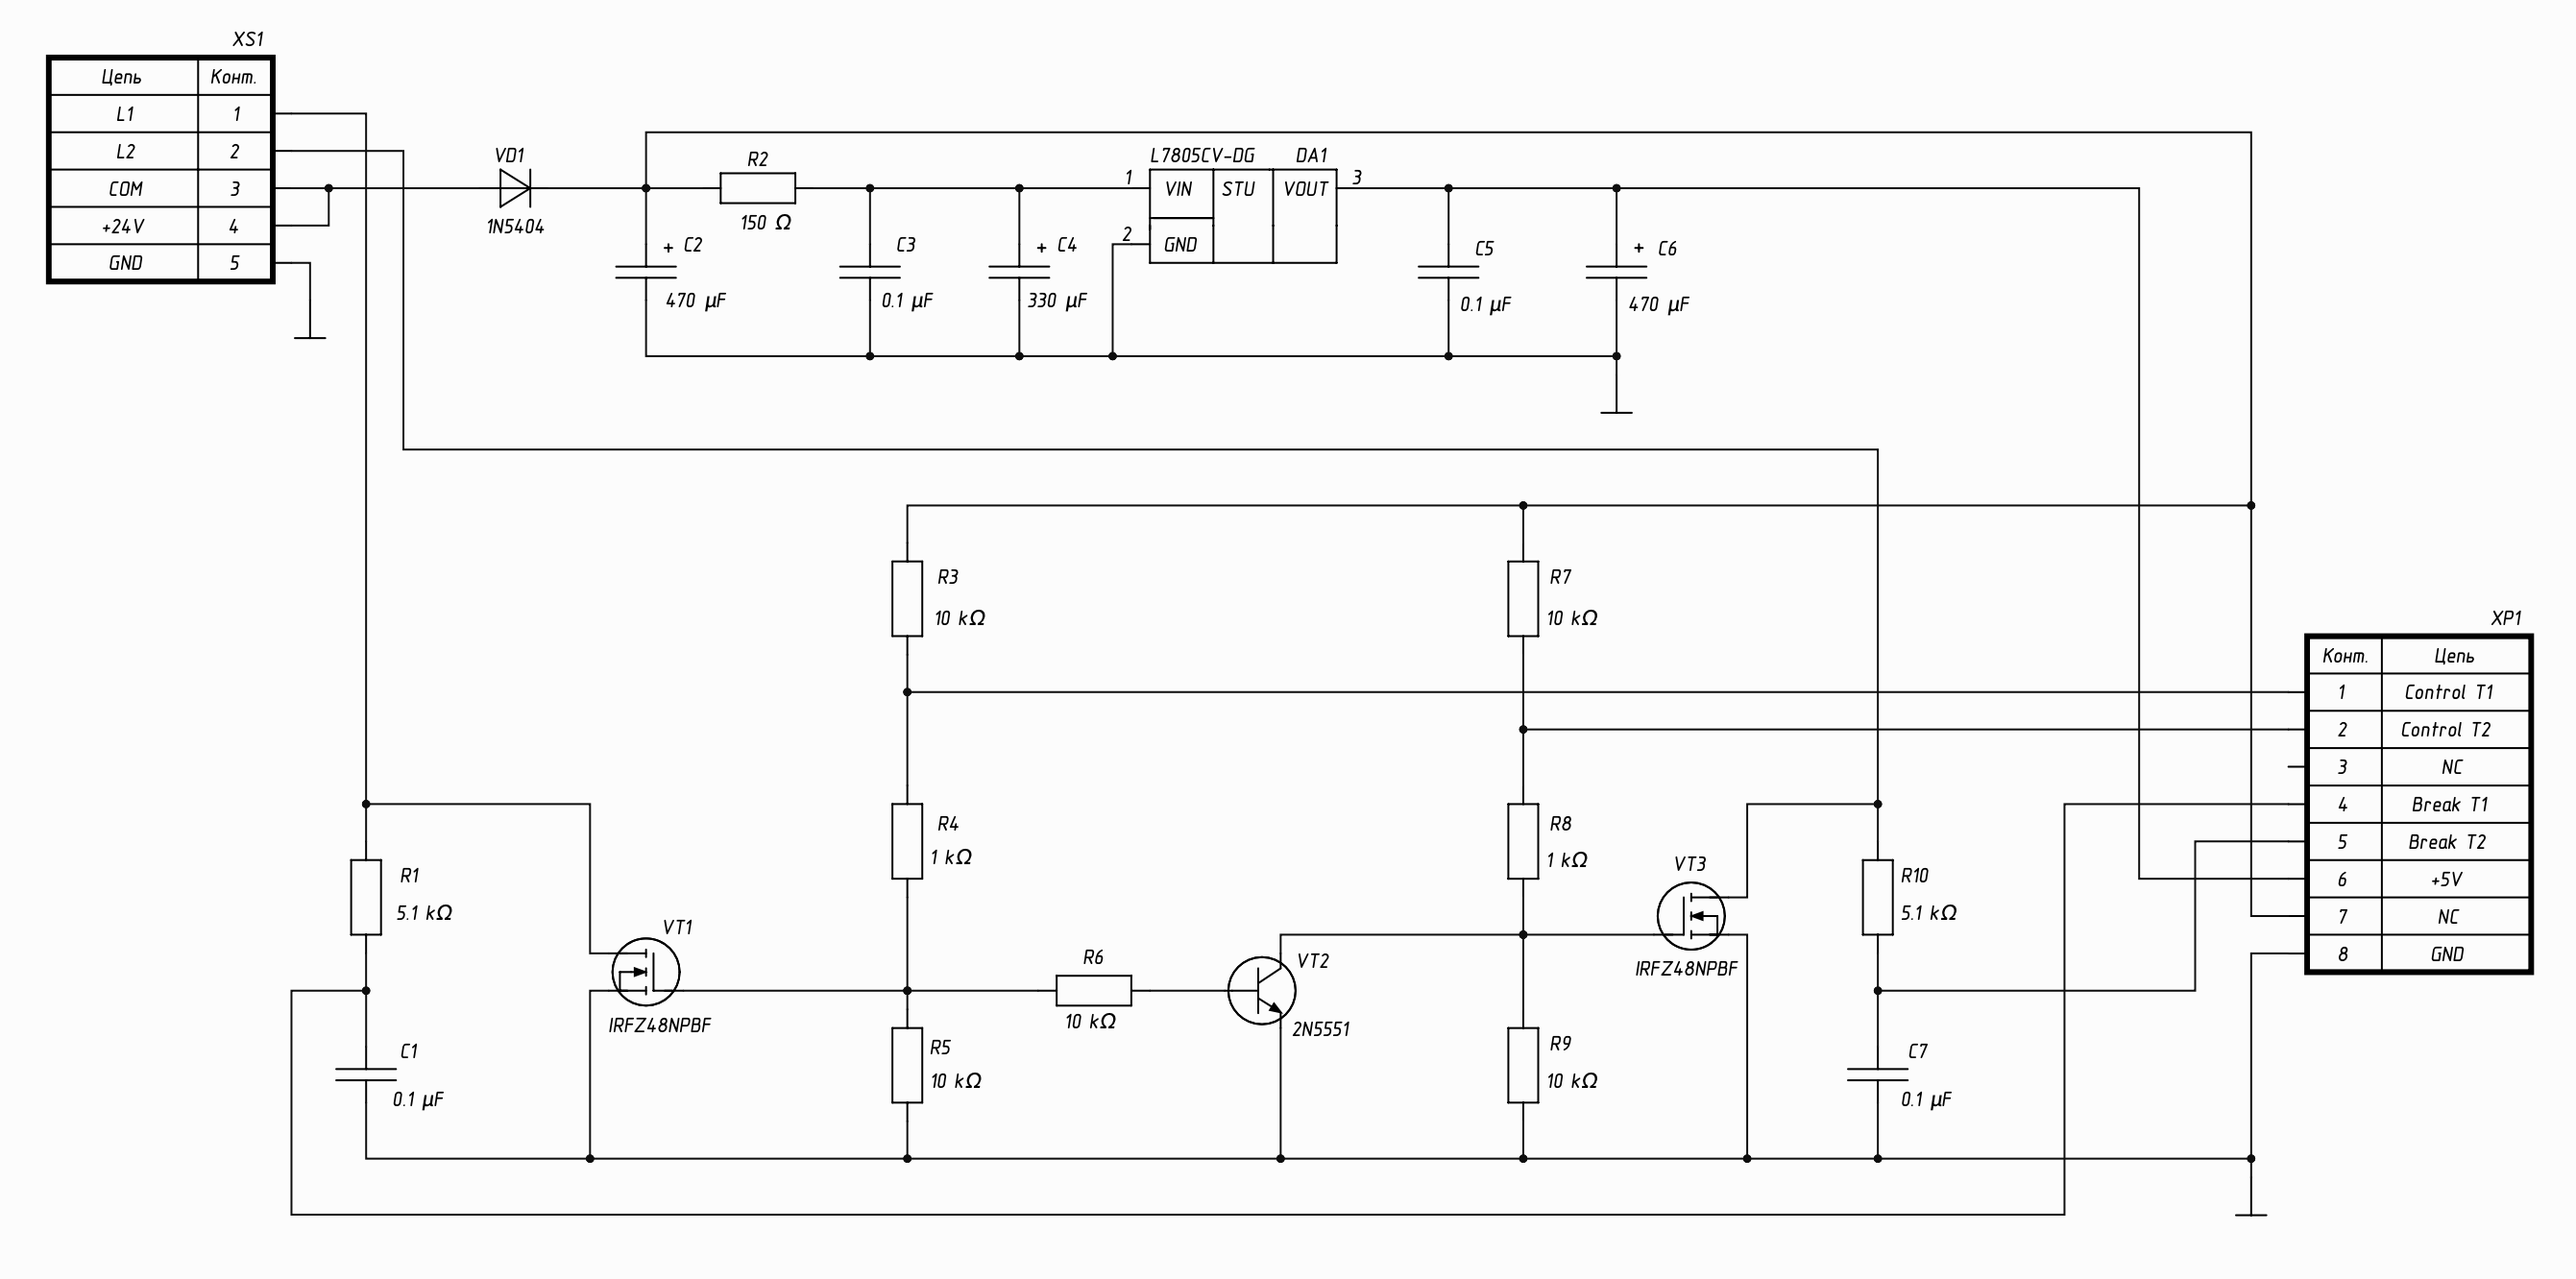 XS1
Цепь Конт.
L1 1
L2 2
COM 3
+24V 4
GND 5
VD1
1N5404
R2
150 Ω
L7805CV-DG DA1
1 VIN STU VOUT 3
2 GND
+ C2
470 µF
C3
0.1 µF
+ C4
330 µF
C5
0.1 µF
+ C6
470 µF
R3
10 kΩ
R7
10 kΩ
R4
1 kΩ
R8
1 kΩ
R1
5.1 kΩ
VT1
IRFZ48NPBF
C1
0.1 µF
R5
10 kΩ
R6
10 kΩ
VT2
2N5551
R9
10 kΩ
VT3
IRFZ48NPBF
R10
5.1 kΩ
C7
0.1 µF
XP1
Конт. Цепь
1 Control T1
2 Control T2
3 NC
4 Break T1
5 Break T2
6 +5V
7 NC
8 GND